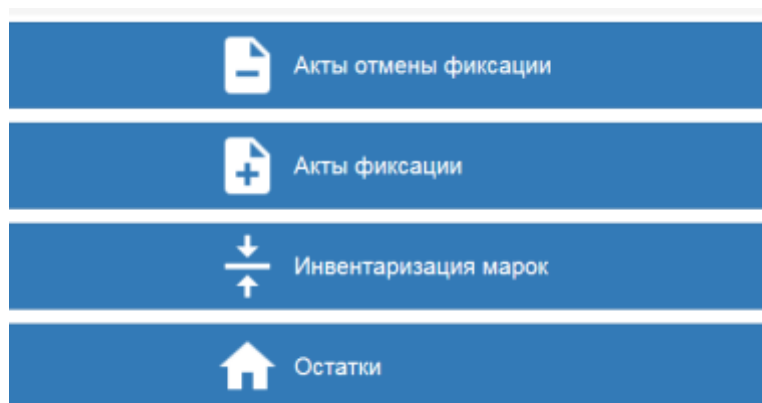 Акты отмены фиксации
Акты фиксации
Инвентаризация марок
Остатки